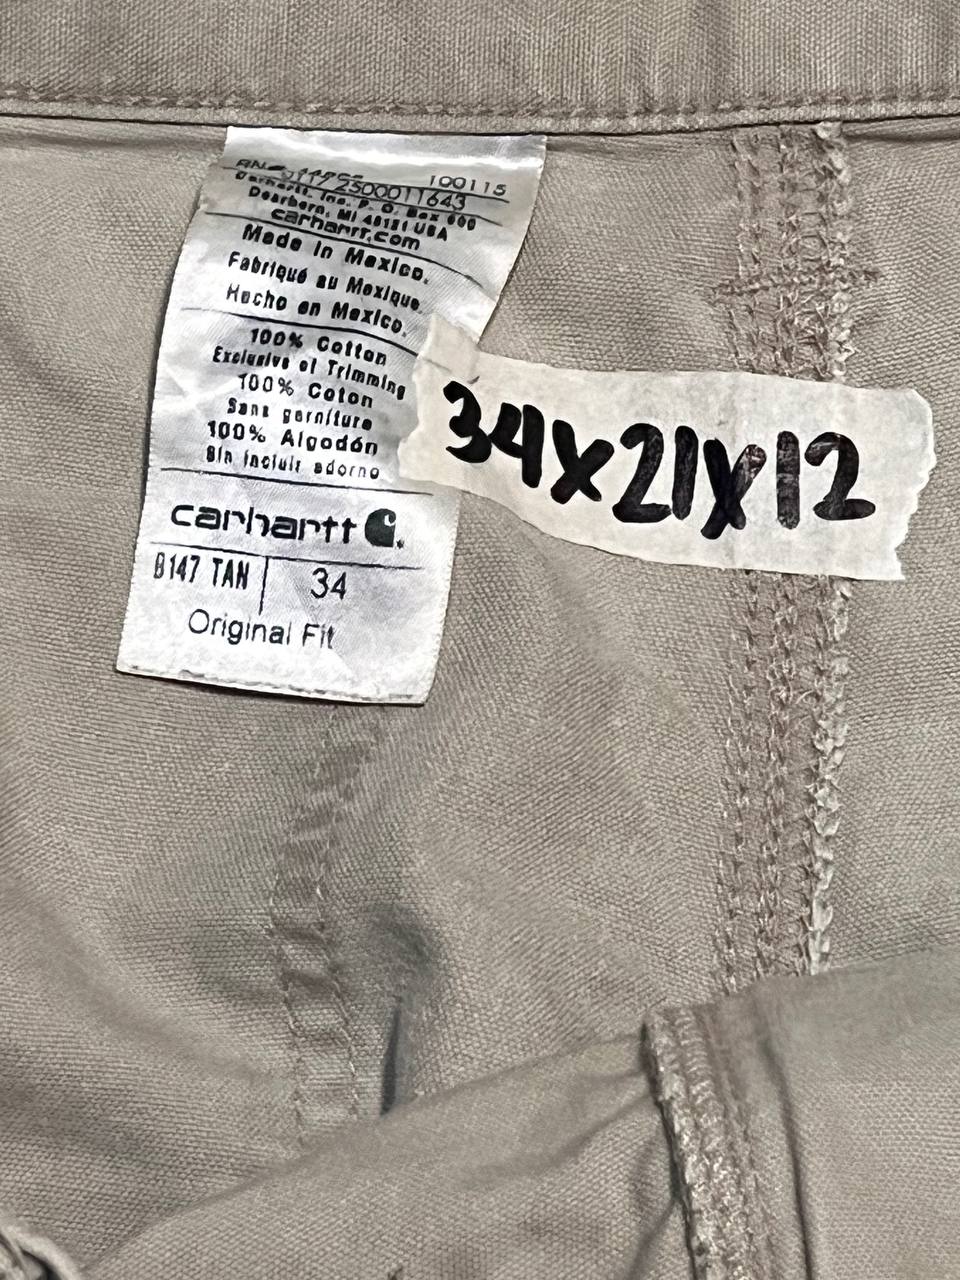 100115
2500011643
Carhartt, Inc. P. O. Box 600
Dearborn, MI 48121 USA
carhartt.com
Made in Mexico.
Fabriqué au Mexique.
Hecho en Mexico.
100% Cotton
Exclusive of Trimming
100% Coton
Sans garniture
100% Algodón
Sin incluir adorno
34x21x12
carhartt
B147 TAN 34
Original Fit